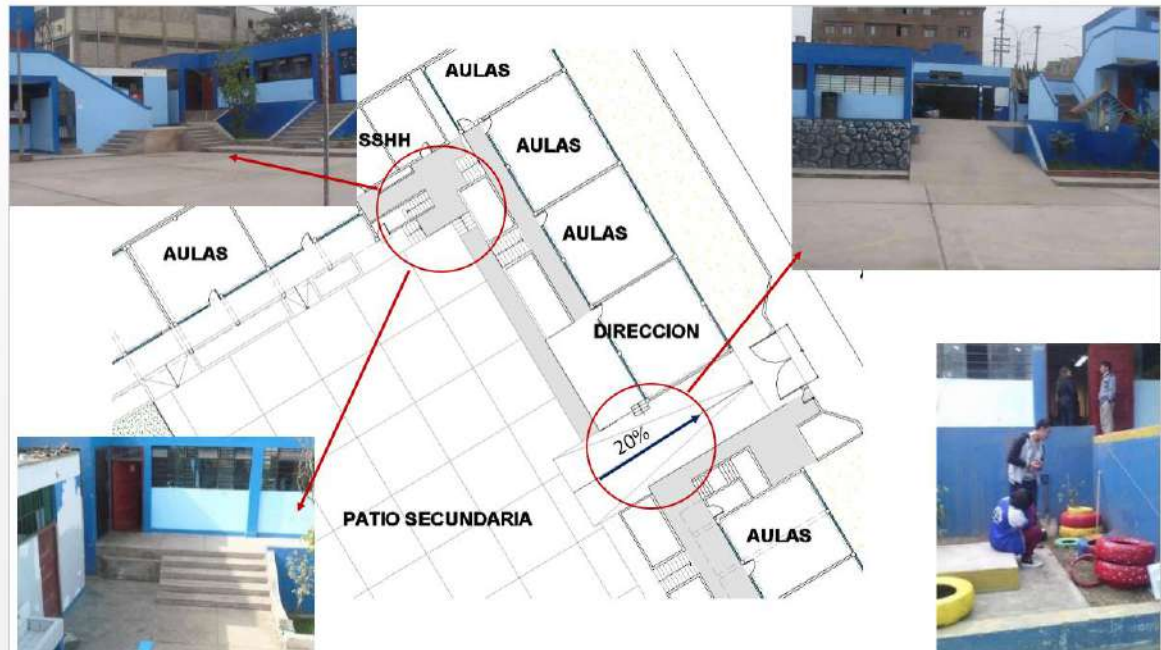 AULAS
SSHH
AULAS
AULAS
AULAS
DIRECCION
20%
PATIO SECUNDARIA
AULAS